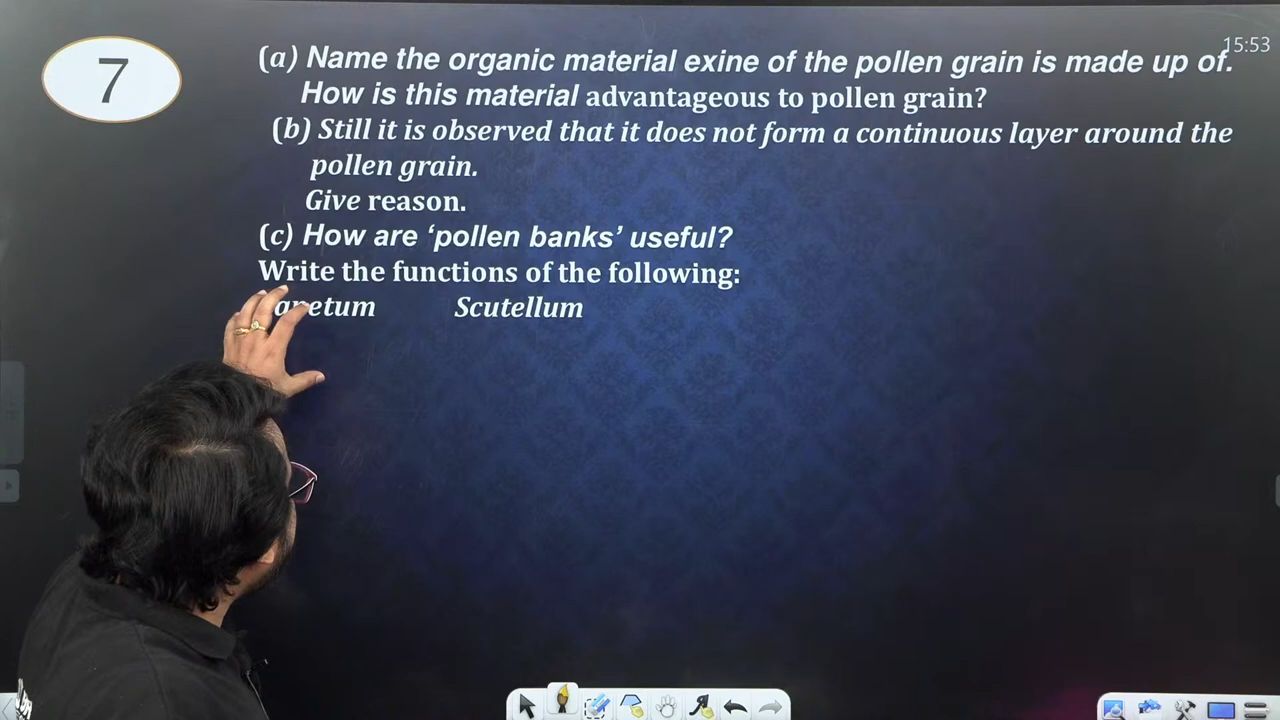 15:53
7
(a) Name the organic material exine of the pollen grain is made up of.
How is this material advantageous to pollen grain?
(b) Still it is observed that it does not form a continuous layer around the
pollen grain.
Give reason.
(c) How are ‘pollen banks’ useful?
Write the functions of the following:
Scutellum